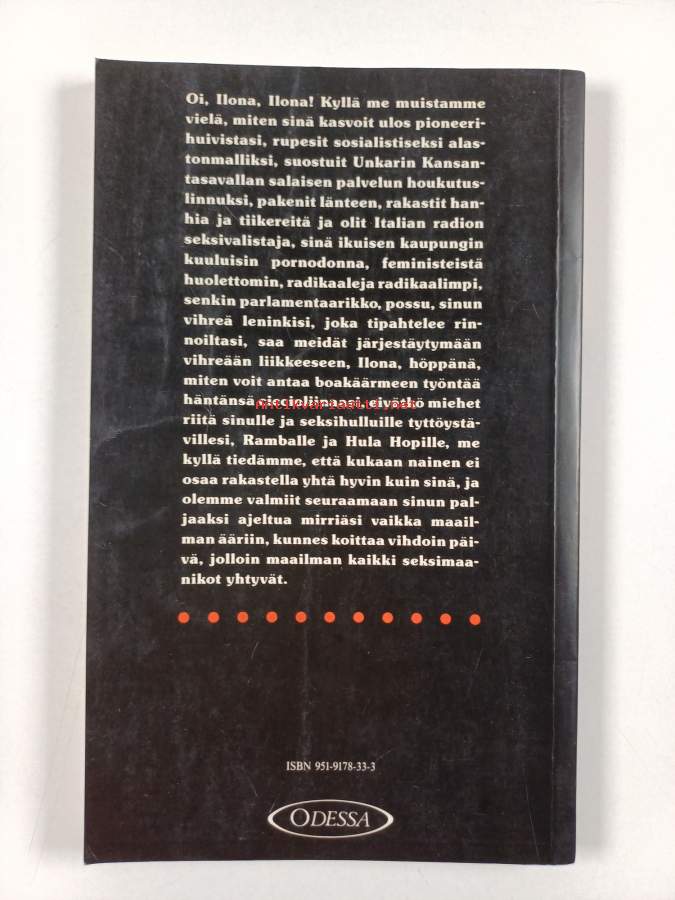 Oi, Ilona, Ilona! Kyllä me muistamme
vielä, miten sinä kasvoit ulos pioneeri-
huivistasi, rupesit sosialistiseksi alas-
tonmalliksi, suostuit Unkarin Kansan-
tasavallan salaisen palvelun houkutus-
linnuksi, pakenit länteen, rakastit han-
hia ja tiikereitä ja olit Italian radion
seksivalistaja, sinä ikuisen kaupungin
kuuluisin pornodonna, feministeistä
huolettomin, radikaaleja radikaalimpi,
senkin parlamentaarikko, possu, sinun
vihreä leninkisi, joka tipahtelee rin-
noiltasi, saa meidät järjestäytymään
vihreään liikkeeseen, Ilona, höppänä,
miten voit antaa boakäärmeen työntää
häntänsä ciccioliinaasi, eivätkö miehet
antikvariaatti.net
riitä sinulle ja seksihulluille tyttöystä-
villesi, Ramballe ja Hula Hopille, me
kyllä tiedämme, että kukaan nainen ei
osaa rakastella yhtä hyvin kuin sinä, ja
olemme valmiit seuraamaan sinun pal-
jaaksi ajeltua mirriäsi vaikka maail-
man ääriin, kunnes koittaa vihdoin päi-
vä, jolloin maailman kaikki seksimaa-
nikot yhtyvät.
ISBN 951-9178-33-3
ODESSA